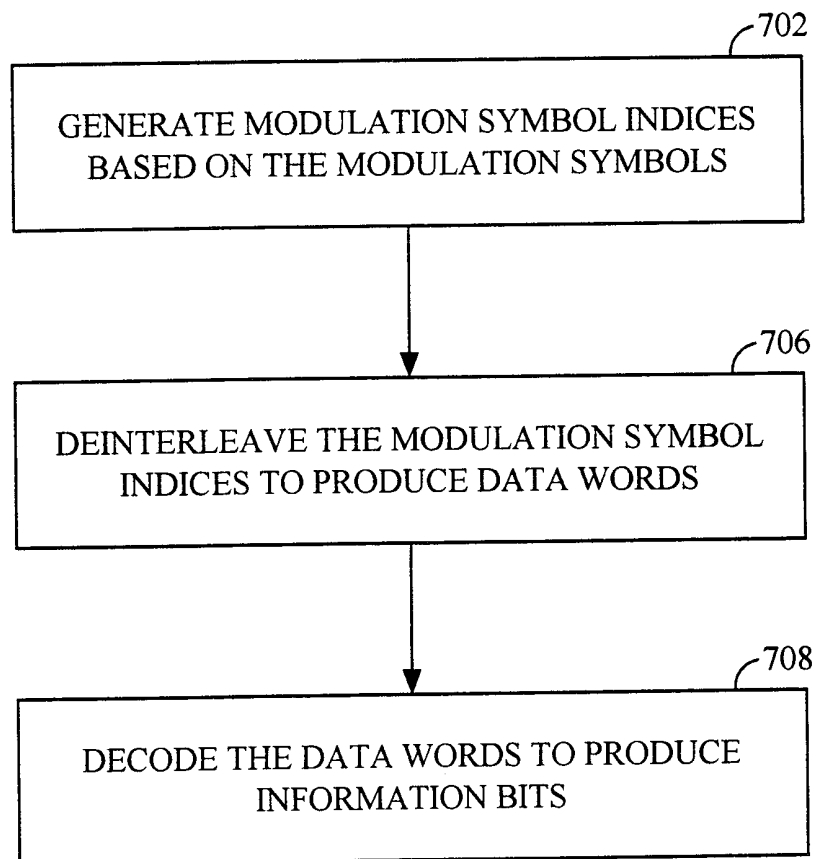 702
GENERATE MODULATION SYMBOL INDICES
BASED ON THE MODULATION SYMBOLS
706
DEINTERLEAVE THE MODULATION SYMBOL
INDICES TO PRODUCE DATA WORDS
708
DECODE THE DATA WORDS TO PRODUCE
INFORMATION BITS